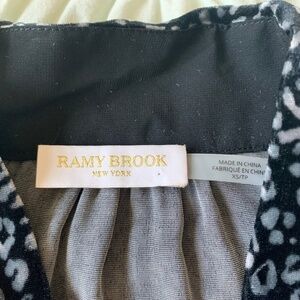 RAMY BROOK
NEW YORK
MADE IN CHINA
FABRIQUÉ EN CHINE
XS/TP